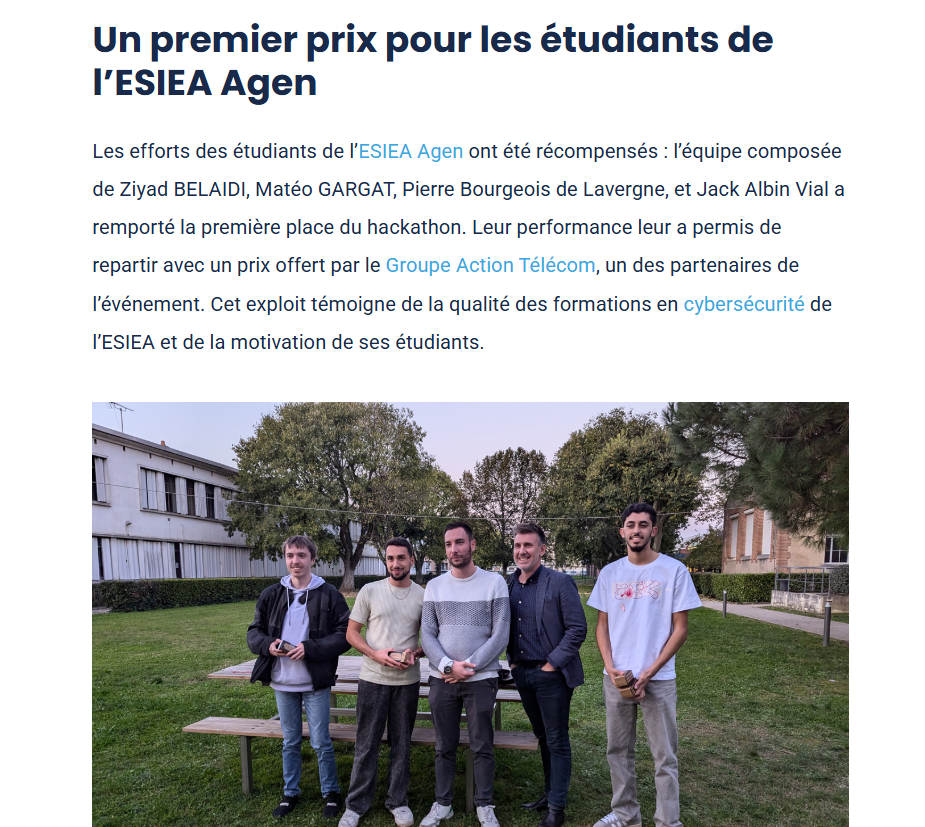 Un premier prix pour les étudiants de
l’ESIEA Agen
Les efforts des étudiants de l’ESIEA Agen ont été récompensés : l’équipe composée
de Ziyad BELAIDI, Matéo GARGAT, Pierre Bourgeois de Lavergne, et Jack Albin Vial a
remporté la première place du hackathon. Leur performance leur a permis de
repartir avec un prix offert par le Groupe Action Télécom, un des partenaires de
l’événement. Cet exploit témoigne de la qualité des formations en cybersécurité de
l’ESIEA et de la motivation de ses étudiants.